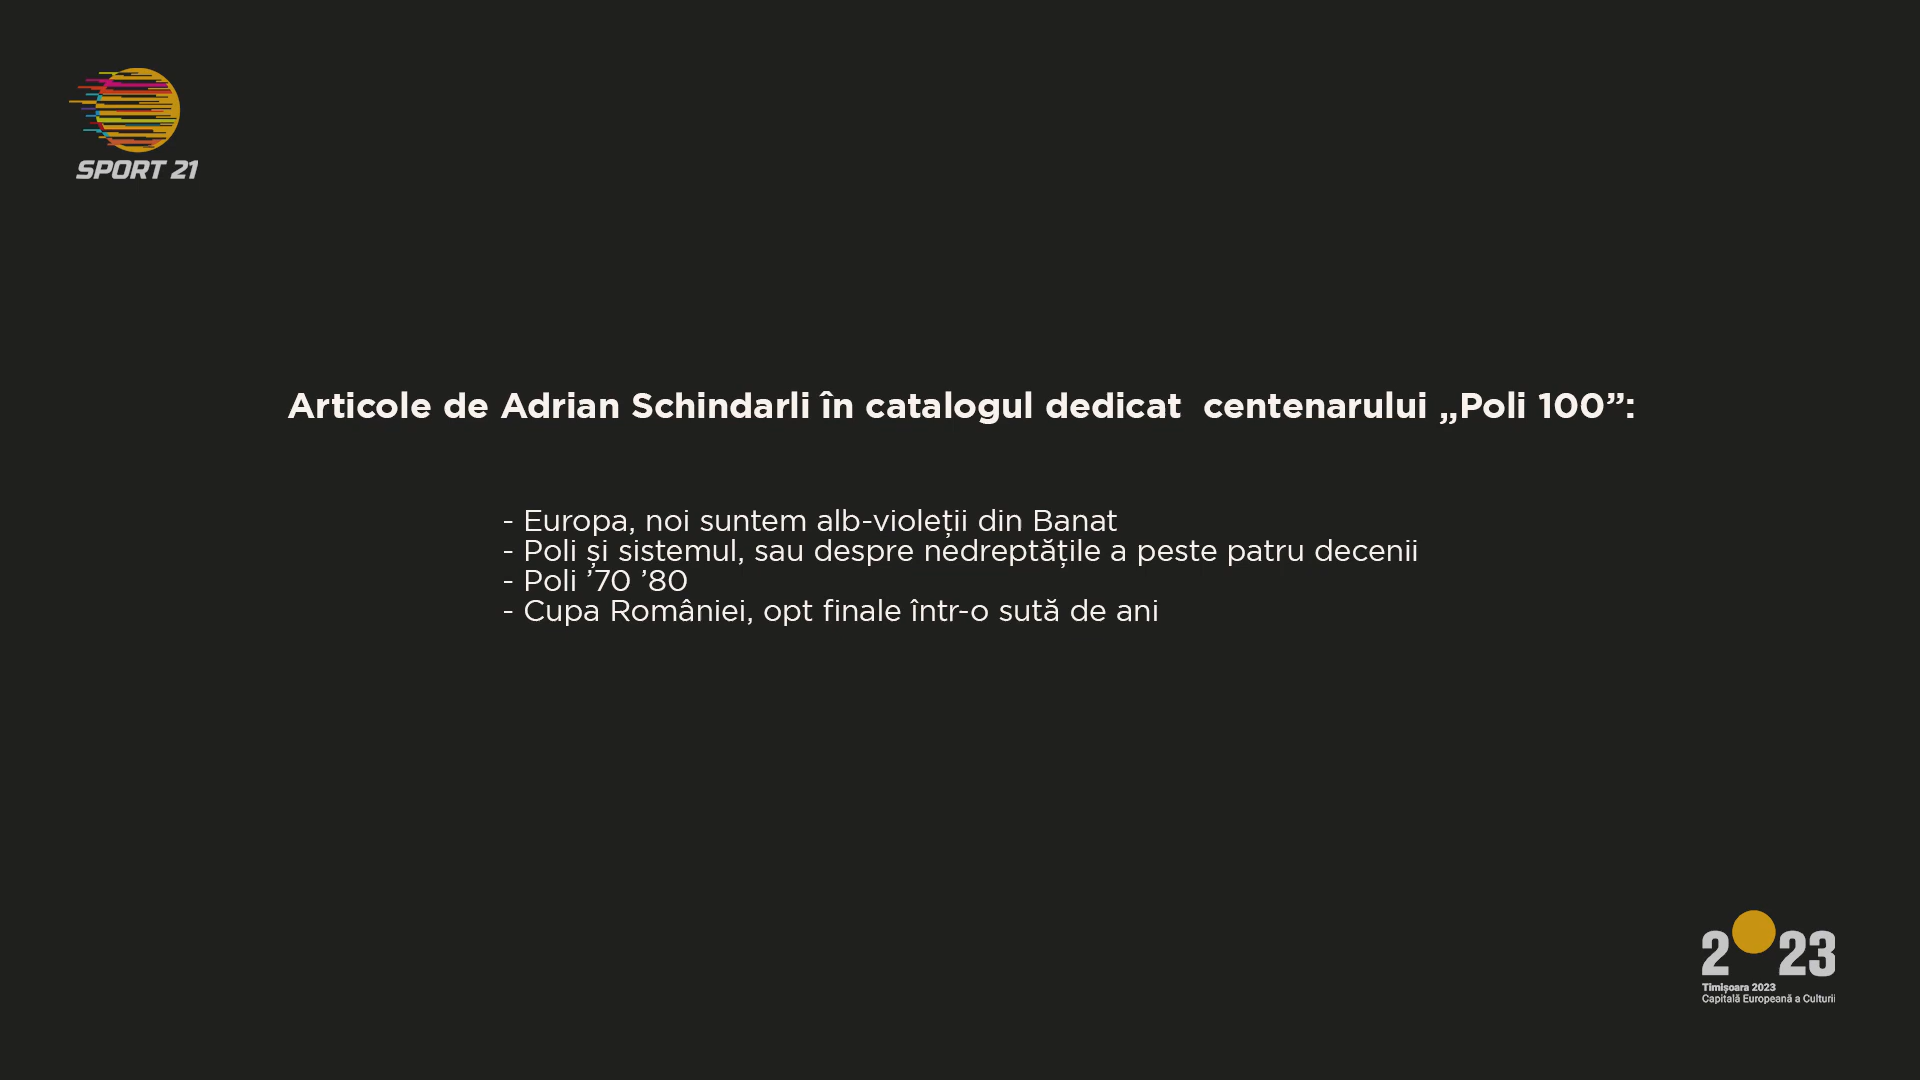 SPORT 21
Articole de Adrian Schindarli în catalogul dedicat  centenarului „Poli 100”:
- Europa, noi suntem alb-violeții din Banat
- Poli și sistemul, sau despre nedreptățile a peste patru decenii
- Poli ’70 ’80
- Cupa României, opt finale într-o sută de ani
2023
Timișoara 2023
Capitală Europeană a Culturii